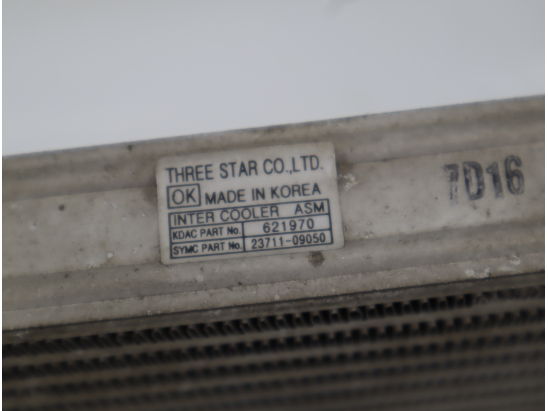 THREE STAR CO.,LTD.
OK MADE IN KOREA
INTER COOLER ASM
KDAC PART No. 621970
SYMC PART No. 23711-09050
7D16